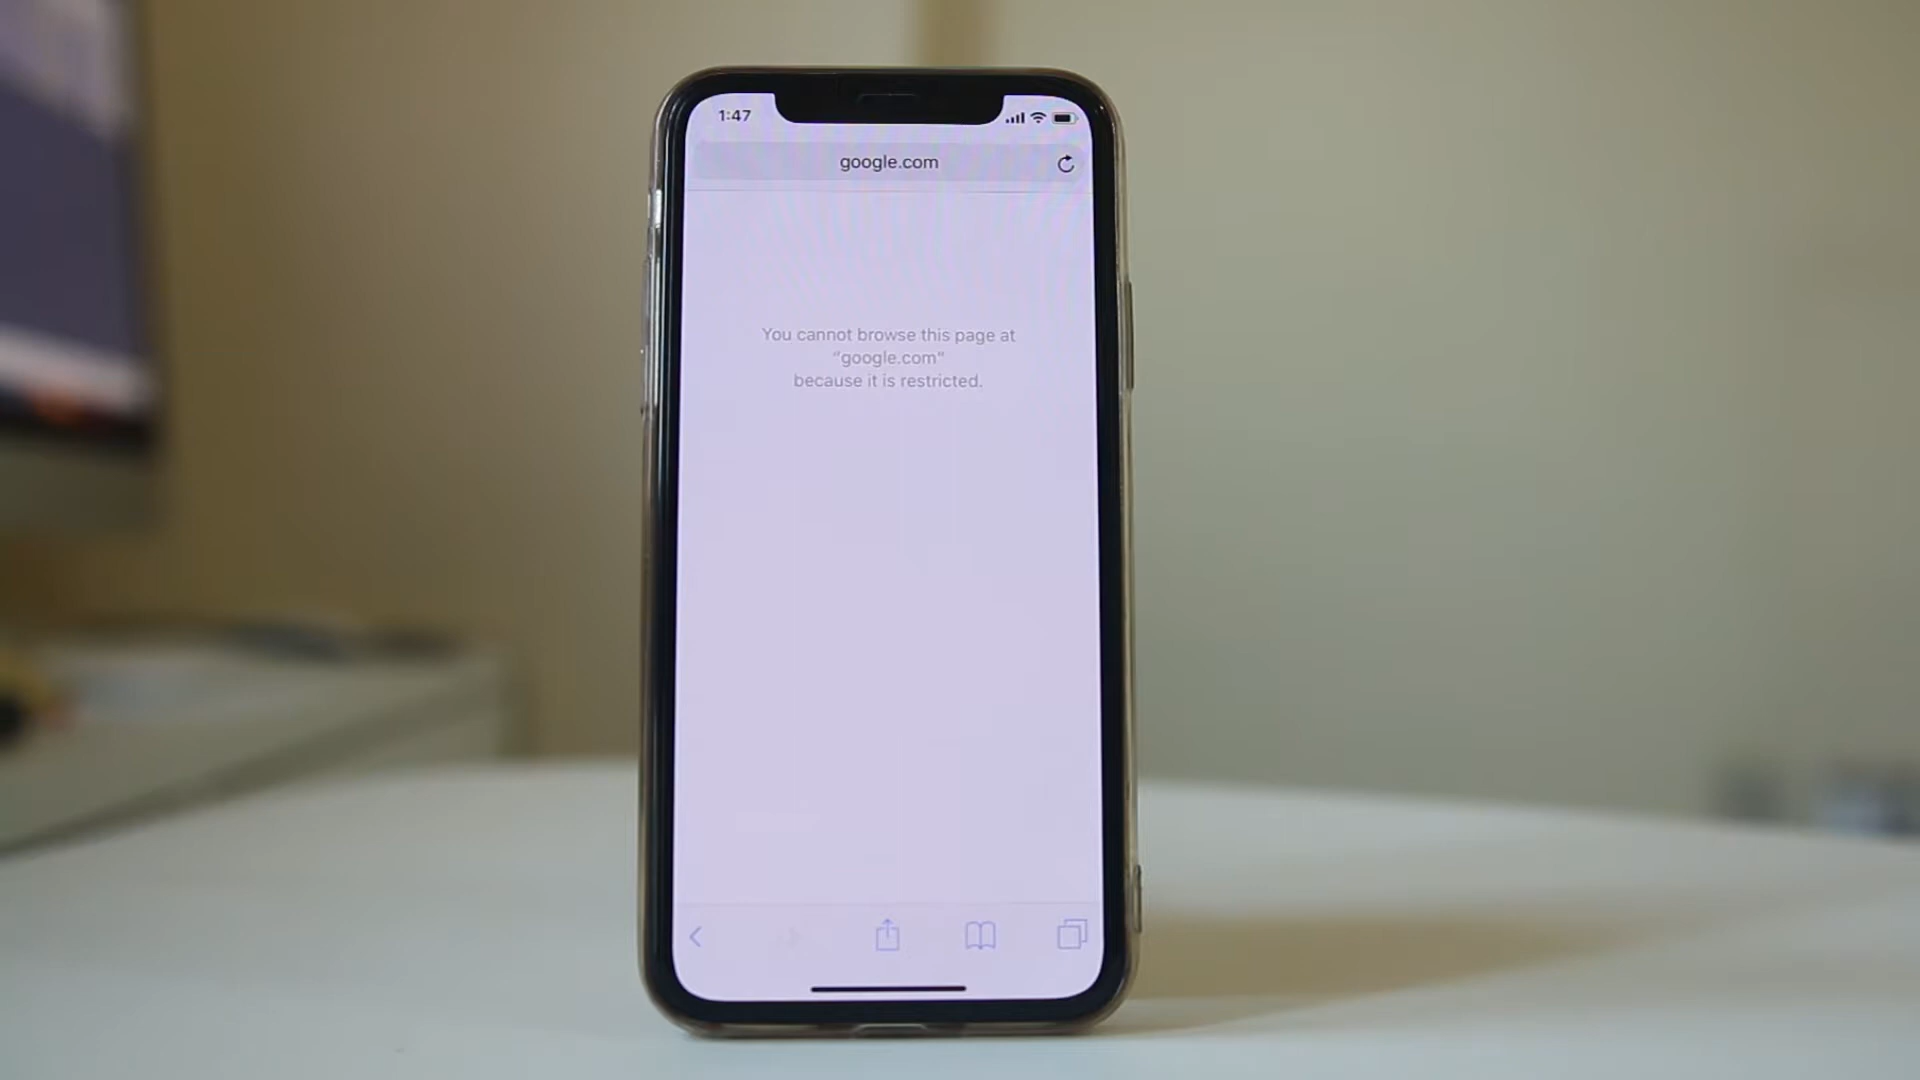 1:47
google.com
You cannot browse this page at
“google.com”
because it is restricted.